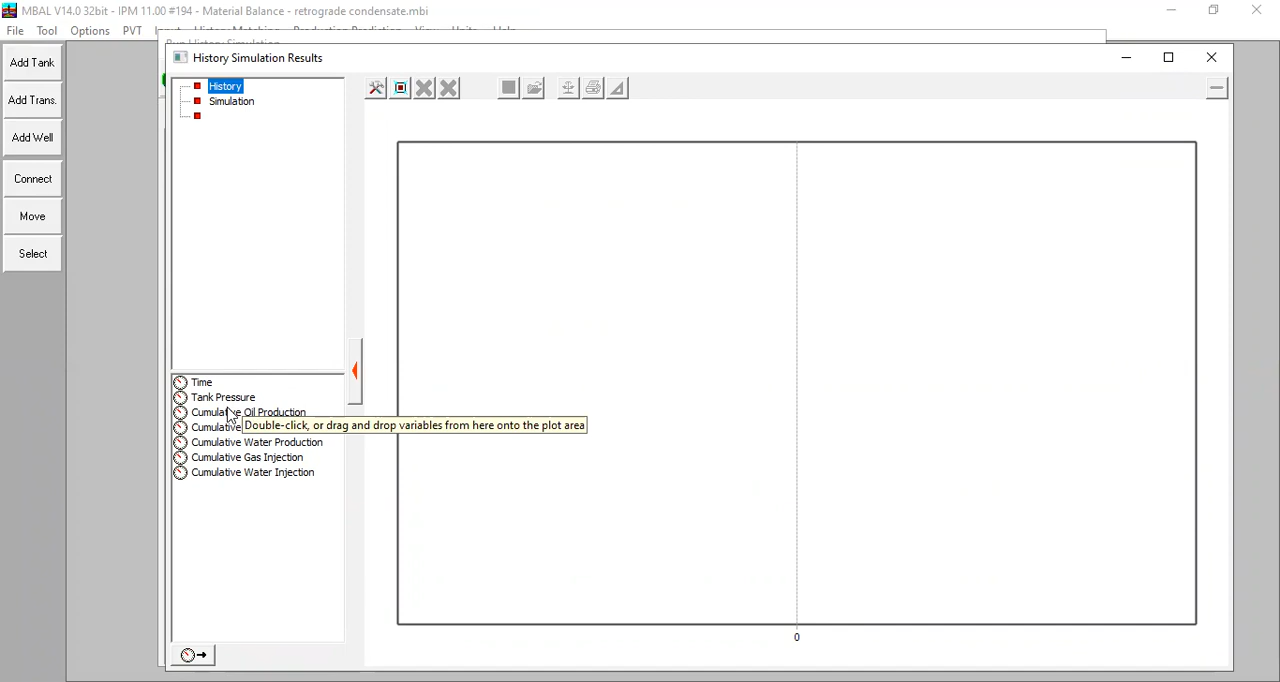 MBAL V14.0 32bit - IPM 11.00 #194 - Material Balance - retrograde condensate.mbi
File Tool Options PVT
History Simulation Results
Add Tank
Add Trans.
Add Well
Connect
Move
Select
History
Simulation
Time
Tank Pressure
Oil Production
Cumulative
Double-click, or drag and drop variables from here onto the plot area
Cumulative Water Production
Cumulative Gas Injection
Cumulative Water Injection
0